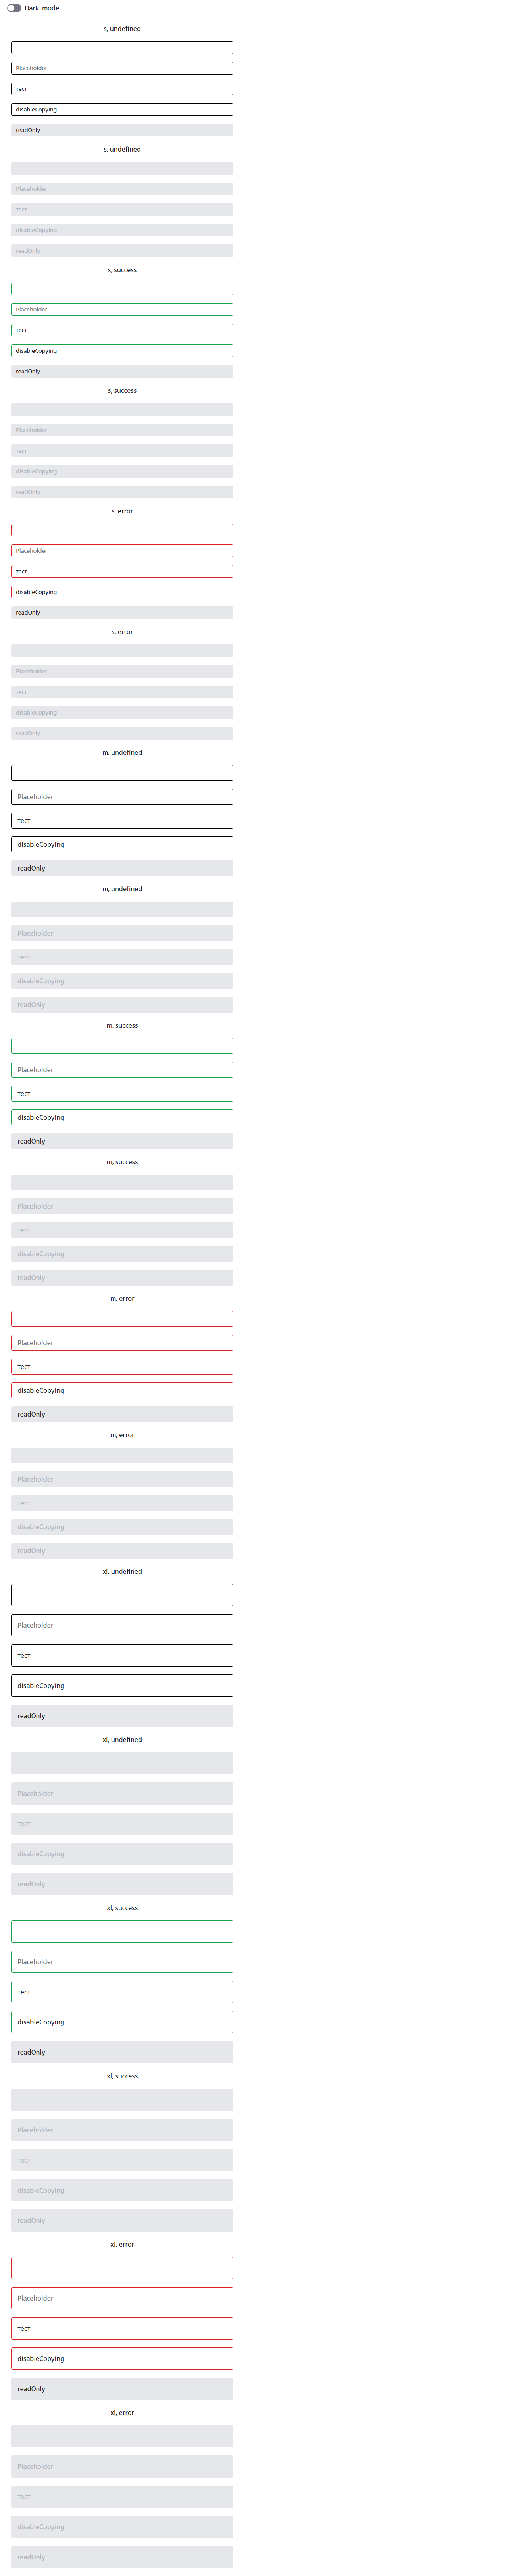 Dark_mode
s, undefined
Placeholder
тест
disableCopying
readOnly
s, undefined
Placeholder
тест
disableCopying
readOnly
s, success
Placeholder
тест
disableCopying
readOnly
s, success
Placeholder
тест
disableCopying
readOnly
s, error
Placeholder
тест
disableCopying
readOnly
s, error
Placeholder
тест
disableCopying
readOnly
m, undefined
Placeholder
тест
disableCopying
readOnly
m, undefined
Placeholder
тест
disableCopying
readOnly
m, success
Placeholder
тест
disableCopying
readOnly
m, success
Placeholder
тест
disableCopying
readOnly
m, error
Placeholder
тест
disableCopying
readOnly
m, error
Placeholder
тест
disableCopying
readOnly
xl, undefined
Placeholder
тест
disableCopying
readOnly
xl, undefined
Placeholder
тест
disableCopying
readOnly
xl, success
Placeholder
тест
disableCopying
readOnly
xl, success
Placeholder
тест
disableCopying
readOnly
xl, error
Placeholder
тест
disableCopying
readOnly
xl, error
Placeholder
тест
disableCopying
readOnly